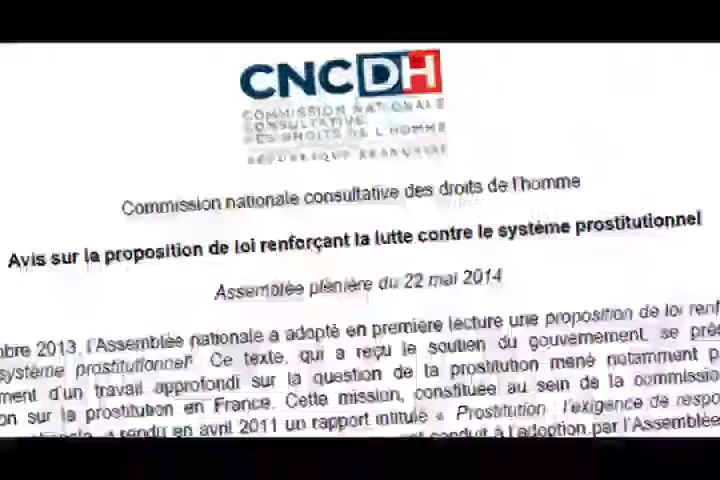 CNCDH
COMMISSION NATIONALE
CONSULTATIVE
DES DROITS DE L'HOMME
RÉPUBLIQUE FRANÇAISE
Commission nationale consultative des droits de l'homme
Avis sur la proposition de loi renforçant la lutte contre le système prostitutionnel
Assemblée plénière du 22 mai 2014
bre 2013, l'Assemblée nationale a adopté en première lecture une proposition de loi renf
système prostitutionnel". Ce texte, qui a reçu le soutien du gouvernement, se pré
ment d'un travail approfondi sur la question de la prostitution mené notamment p
on sur la prostitution en France. Cette mission, constituée au sein de la commissio
rendu en avril 2011 un rapport intitulé « Prostitution : l'exigence de respo
conduit à l'adoption par l'Assemblée